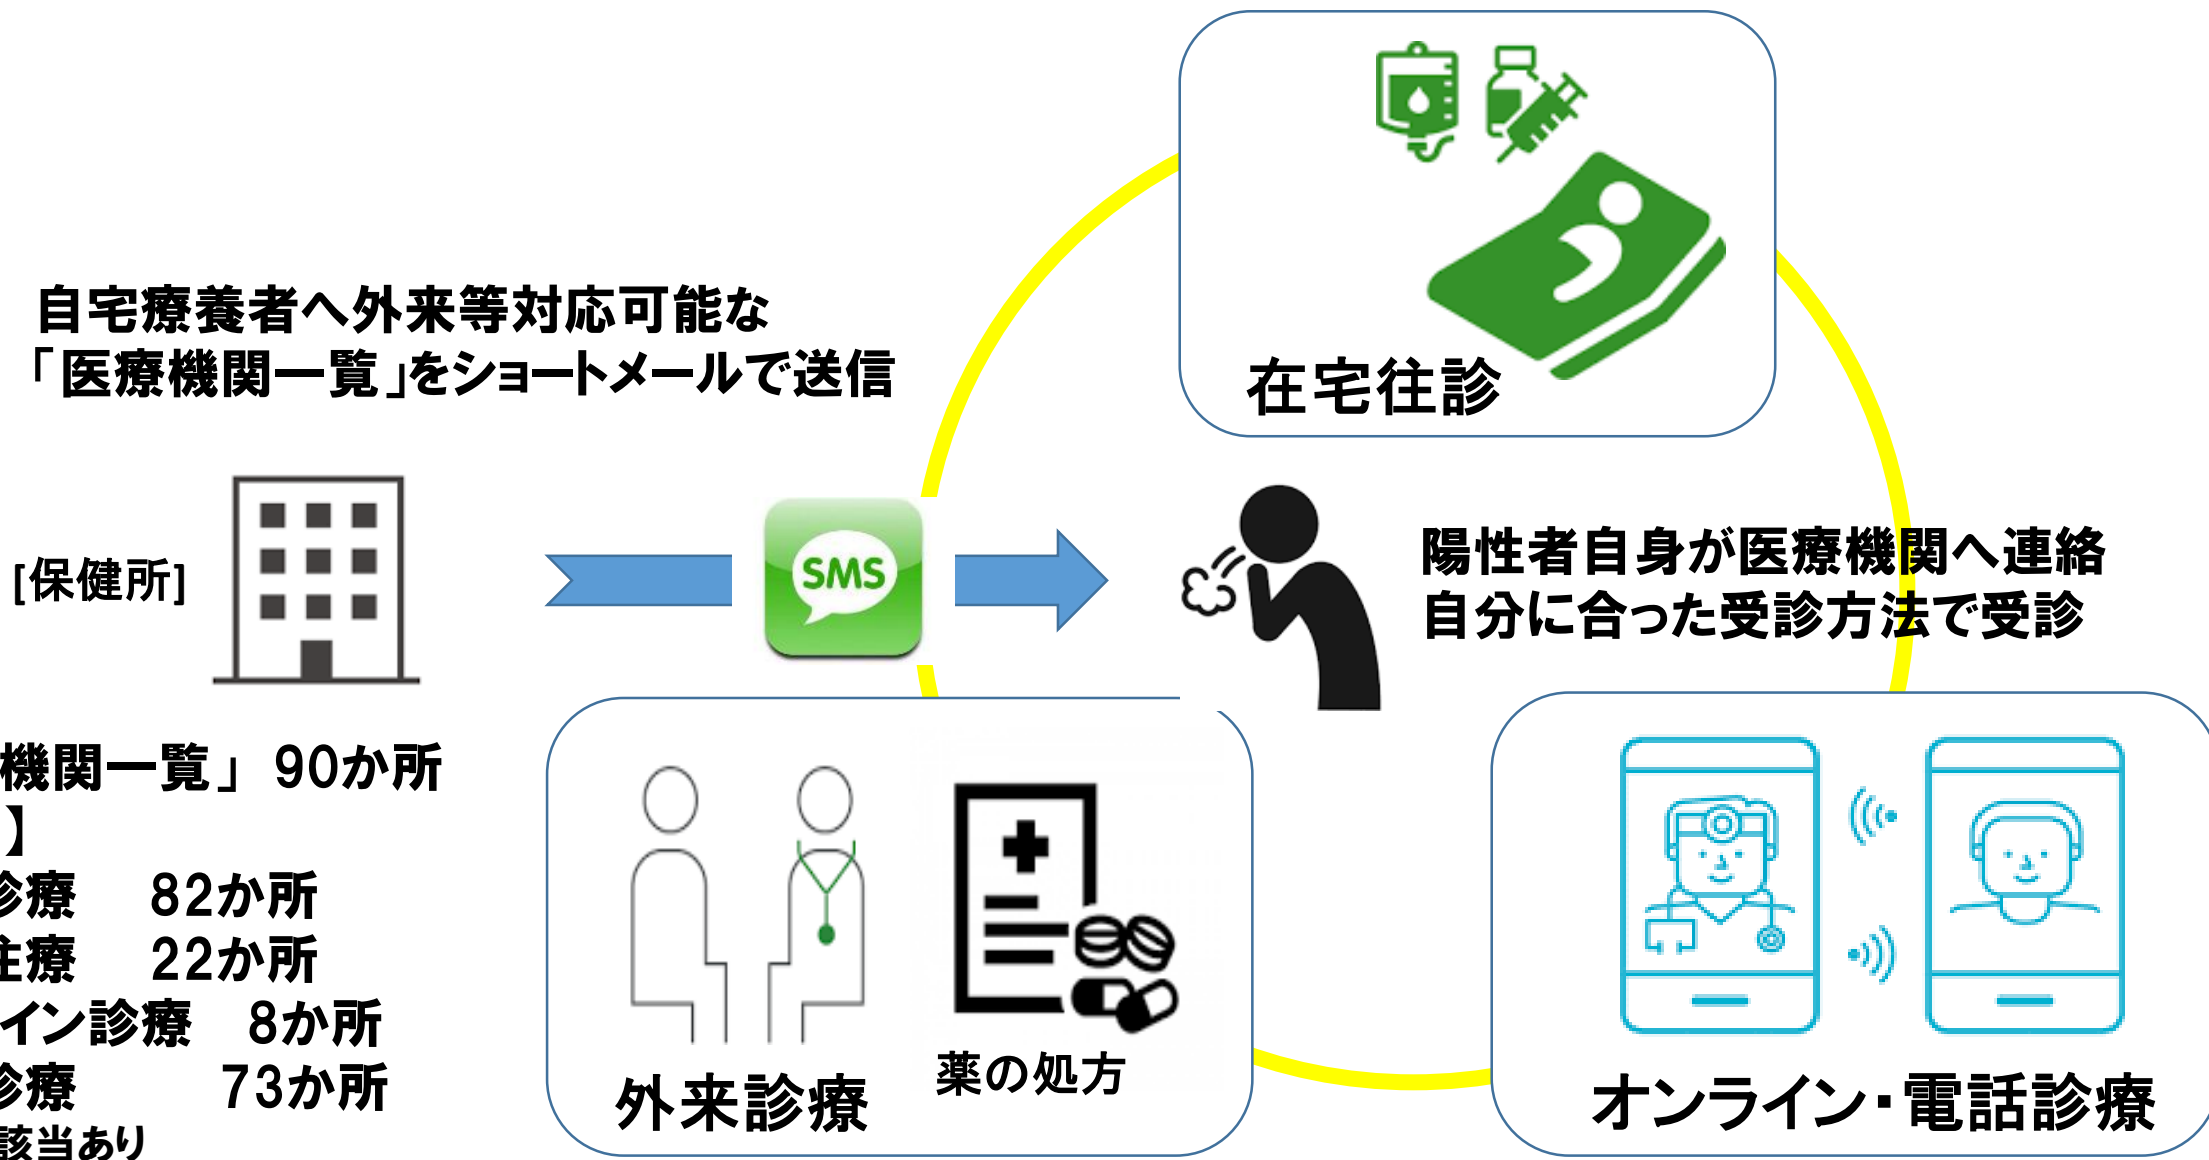 自宅療養者へ外来等対応可能な
「医療機関一覧」をショートメールで送信
在宅往診
[保健所]
SMS
陽性者自身が医療機関へ連絡
自分に合った受診方法で受診
機関一覧」 90か所
】
診療 82か所
往療 22か所
イン診療 8か所
診療 73か所
該当あり
外来診療
薬の処方
オンライン・電話診療